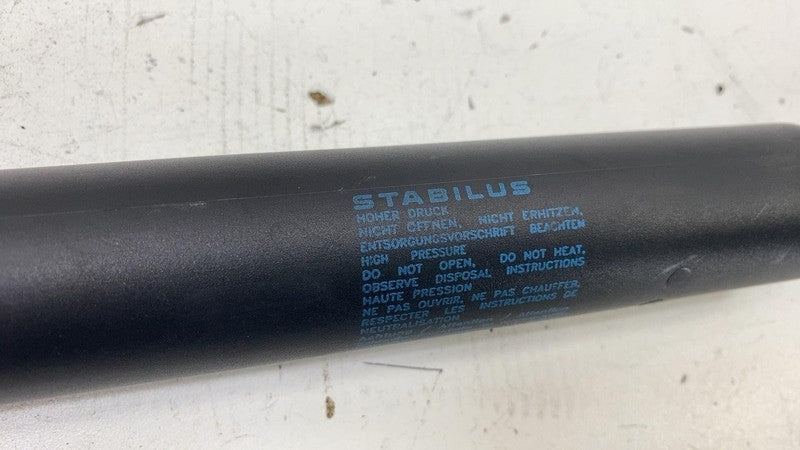 STABILUS
HOHER DRUCK
NICHT ÖFFNEN, NICHT ERHITZEN,
ENTSORGUNGSVORSCHRIFT BEACHTEN
HIGH PRESSURE
DO NOT OPEN, DO NOT HEAT,
OBSERVE DISPOSAL INSTRUCTIONS
HAUTE PRESSION
NE PAS OUVRIR, NE PAS CHAUFFER,
RESPECTER LES INSTRUCTIONS DE
NEUTRALISATION